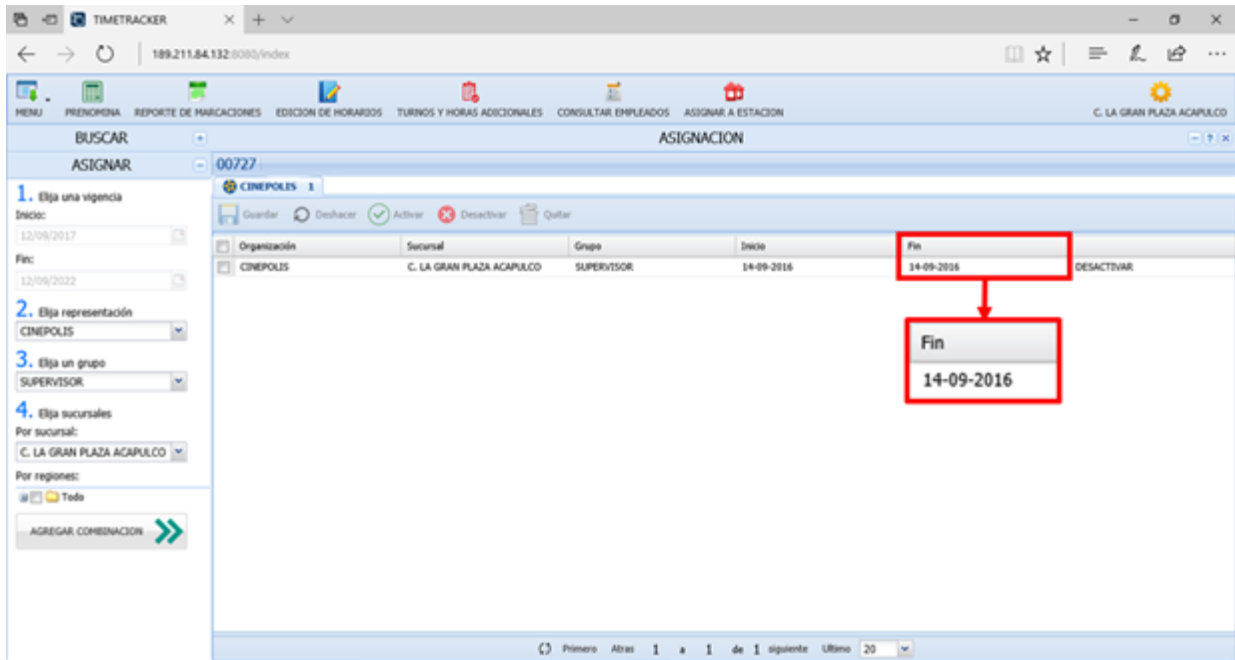 TIMETRACKER
189.211.84.132:8080/index
MENU PRENOMINA REPORTE DE MARCACIONES EDICION DE HORARIOS TURNOS Y HORAS ADICIONALES CONSULTAR EMPLEADOS ASIGNAR A ESTACION C. LA GRAN PLAZA ACAPULCO
BUSCAR
ASIGNACION
ASIGNAR
00727
CINEPOLIS 1
Guardar Deshacer Activar Desactivar Quitar
1. Elija una vigencia
Inicio:
12/09/2017
Fin:
12/09/2022
2. Elija representación
CINEPOLIS
3. Elija un grupo
SUPERVISOR
4. Elija sucursales
Por sucursal:
C. LA GRAN PLAZA ACAPULCO
Por regiones:
Todo
AGREGAR COMBINACION
Organización Sucursal Grupo Inicio Fin
CINEPOLIS C. LA GRAN PLAZA ACAPULCO SUPERVISOR 14-09-2016 14-09-2016 DESACTIVAR
Fin
14-09-2016
Primero Atras 1 a 1 de 1 siguiente Ultimo 20